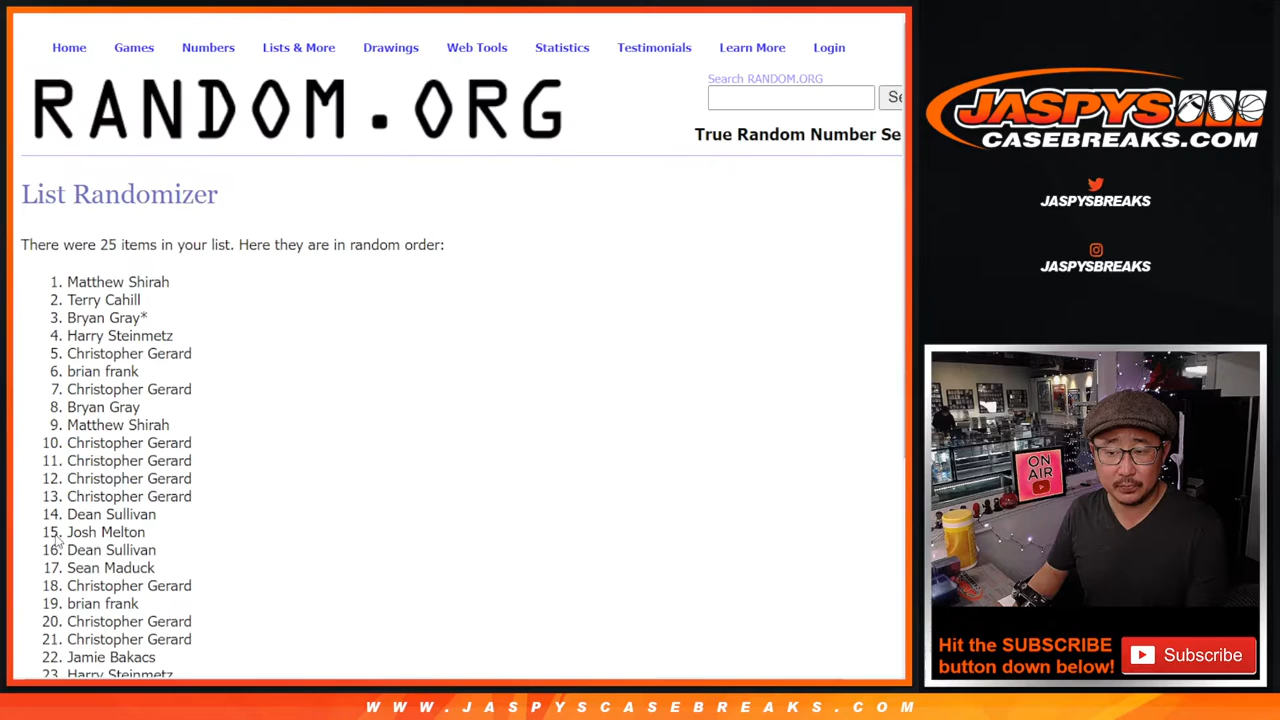 Home Games Numbers Lists & More Drawings Web Tools Statistics Testimonials Learn More Login
RANDOM.ORG
Search RANDOM.ORG
Se
True Random Number Se
List Randomizer
There were 25 items in your list. Here they are in random order:
1. Matthew Shirah
2. Terry Cahill
3. Bryan Gray*
4. Harry Steinmetz
5. Christopher Gerard
6. brian frank
7. Christopher Gerard
8. Bryan Gray
9. Matthew Shirah
10. Christopher Gerard
11. Christopher Gerard
12. Christopher Gerard
13. Christopher Gerard
14. Dean Sullivan
15. Josh Melton
16. Dean Sullivan
17. Sean Maduck
18. Christopher Gerard
19. brian frank
20. Christopher Gerard
21. Christopher Gerard
22. Jamie Bakacs
23. Harry Steinmetz
JASPYS
CASEBREAKS.COM
JASPYSBREAKS
JASPYSBREAKS
ON
AIR
Hit the SUBSCRIBE
button down below!
Subscribe
WWW.JASPYSCASEBREAKS.COM